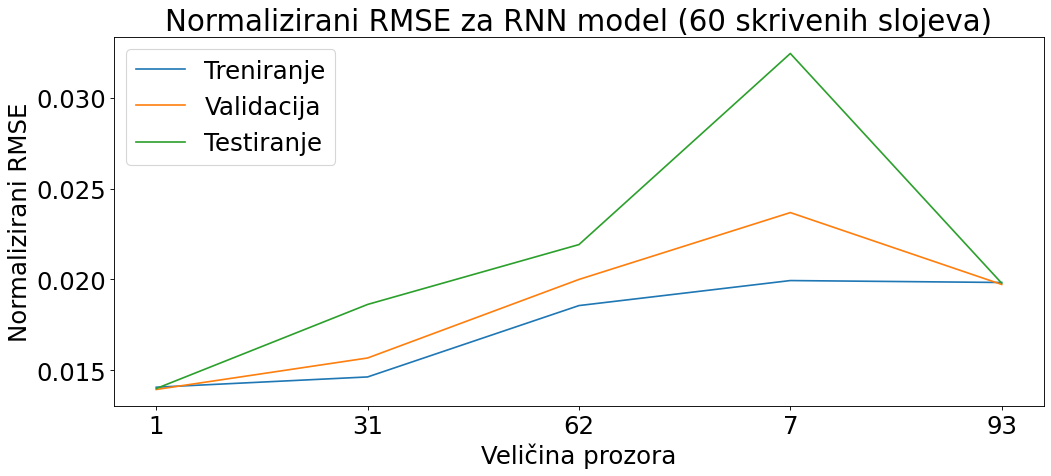 Normalizirani RMSE za RNN model (60 skrivenih slojeva)
Treniranje
Validacija
Testiranje
Normalizirani RMSE
0.030
0.025
0.020
0.015
1 31 62 7 93
Veličina prozora